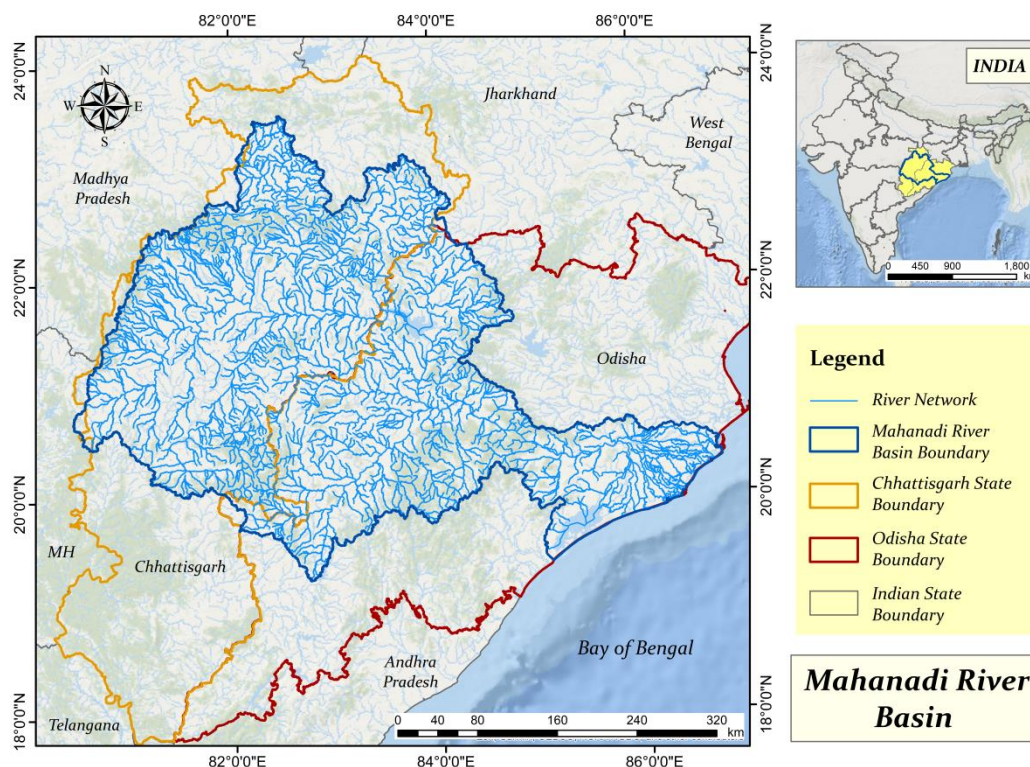 82°0'0"E 84°0'0"E 86°0'0"E
24°0'0"N
22°0'0"N
20°0'0"N
18°0'0"N
N
W E
S
Jharkhand
West
Bengal
Madhya
Pradesh
Odisha
MH
Chhattisgarh
Andhra
Pradesh
Bay of Bengal
Telangana
0 40 80 160 240 320
km
24°0'0"N
22°0'0"N
20°0'0"N
18°0'0"N
82°0'0"E 84°0'0"E 86°0'0"E
INDIA
0 450 900 1,800
Legend
River Network
Mahanadi River
Basin Boundary
Chhattisgarh State
Boundary
Odisha State
Boundary
Indian State
Boundary
Mahanadi River
Basin